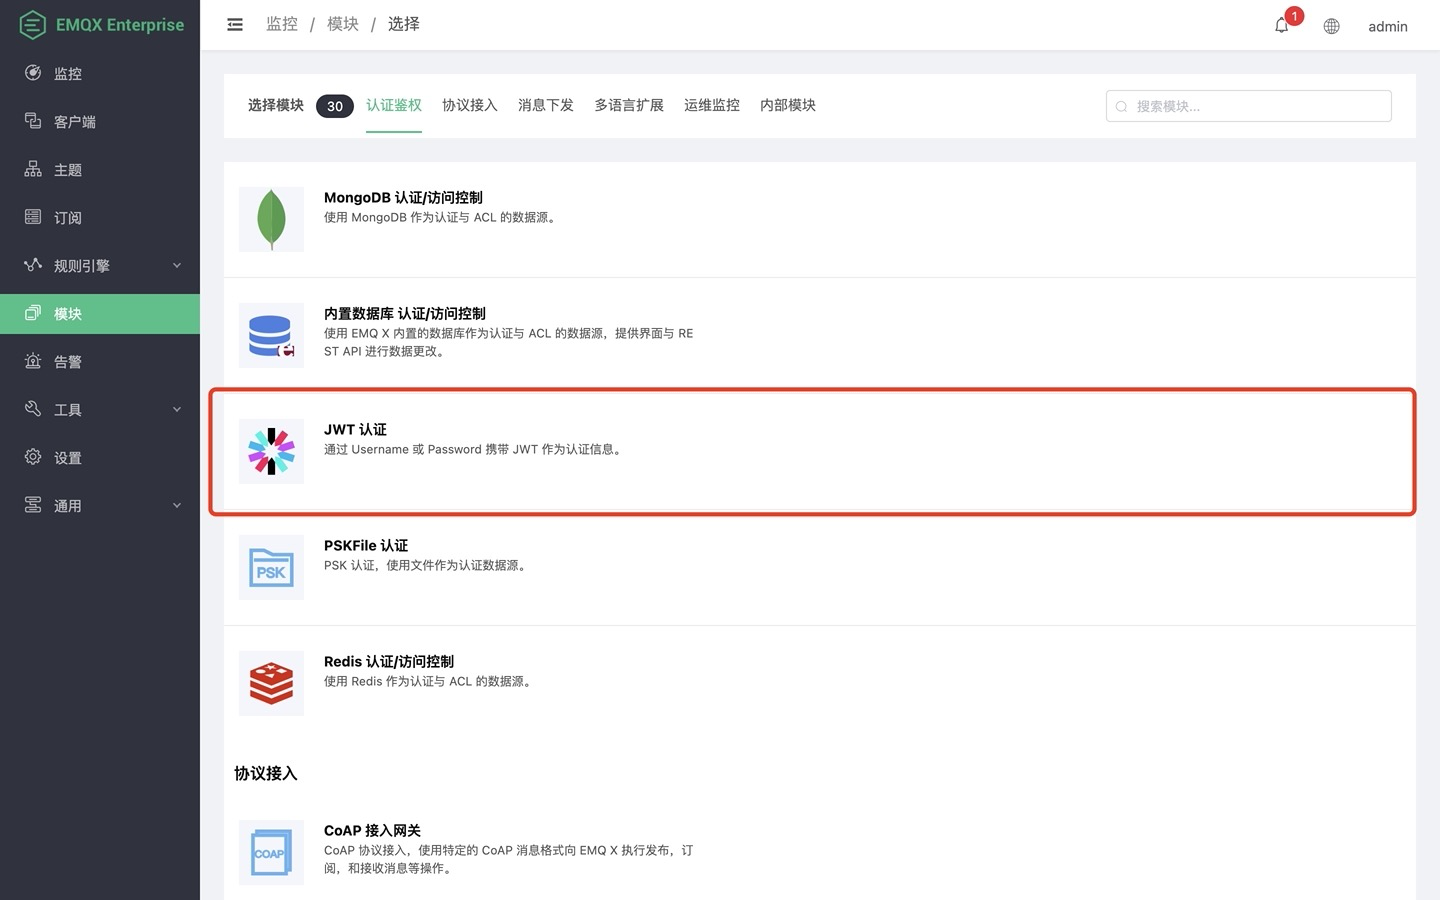 EMQX Enterprise
监控 / 模块 / 选择
1
admin
监控
客户端
主题
订阅
规则引擎
模块
告警
工具
设置
通用
选择模块 30 认证鉴权 协议接入 消息下发 多语言扩展 运维监控 内部模块
搜索模块...
MongoDB 认证/访问控制
使用 MongoDB 作为认证与 ACL 的数据源。
内置数据库 认证/访问控制
使用 EMQ X 内置的数据库作为认证与 ACL 的数据源，提供界面与 RE
ST API 进行数据更改。
JWT 认证
通过 Username 或 Password 携带 JWT 作为认证信息。
PSK
PSKFile 认证
PSK 认证，使用文件作为认证数据源。
Redis 认证/访问控制
使用 Redis 作为认证与 ACL 的数据源。
协议接入
COAP
CoAP 接入网关
CoAP 协议接入，使用特定的 CoAP 消息格式向 EMQ X 执行发布，订
阅，和接收消息等操作。